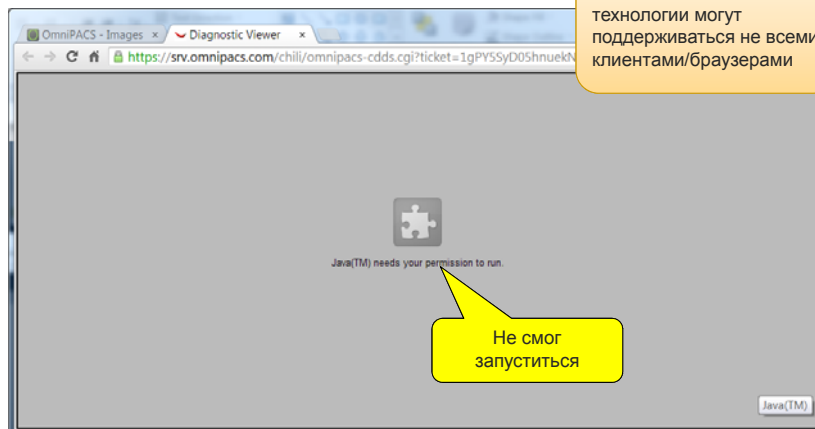 технологии могут
поддерживаться не всеми
клиентами/браузерами
OmniPACS - Images × Diagnostic Viewer ×
https://srv.omnipacs.com/chili/omnipacs-cdds.cgi?ticket=1gPYSSyD05hnuekN
Java(TM) needs your permission to run.
Не смог
запуститься
Java(TM)